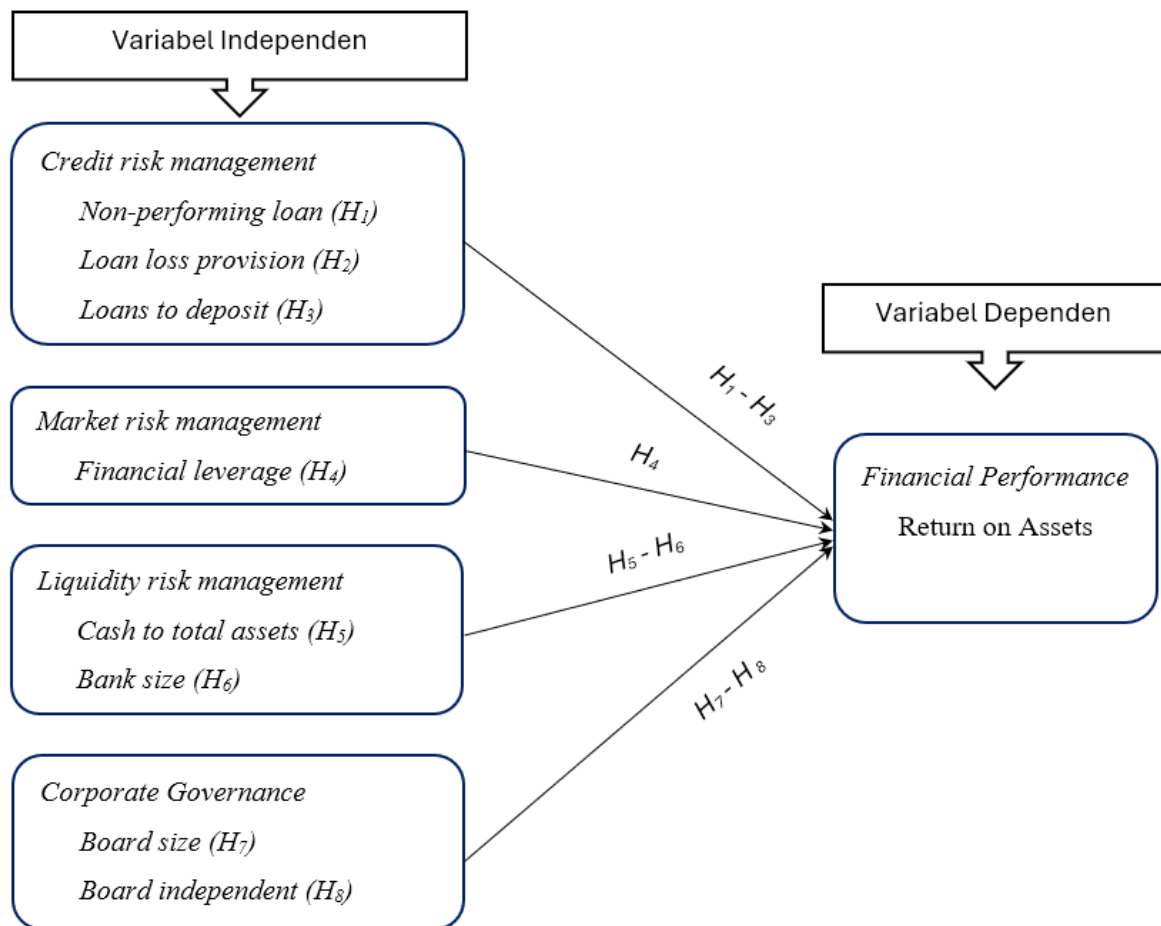 Variabel Independen
Credit risk management
Non-performing loan (H₁)
Loan loss provision (H₂)
Loans to deposit (H₃)
Market risk management
Financial leverage (H₄)
Liquidity risk management
Cash to total assets (H₅)
Bank size (H₆)
Corporate Governance
Board size (H₇)
Board independent (H₈)
H₁ - H₃
H₄
H₅ - H₆
H₇ - H₈
Variabel Dependen
Financial Performance
Return on Assets